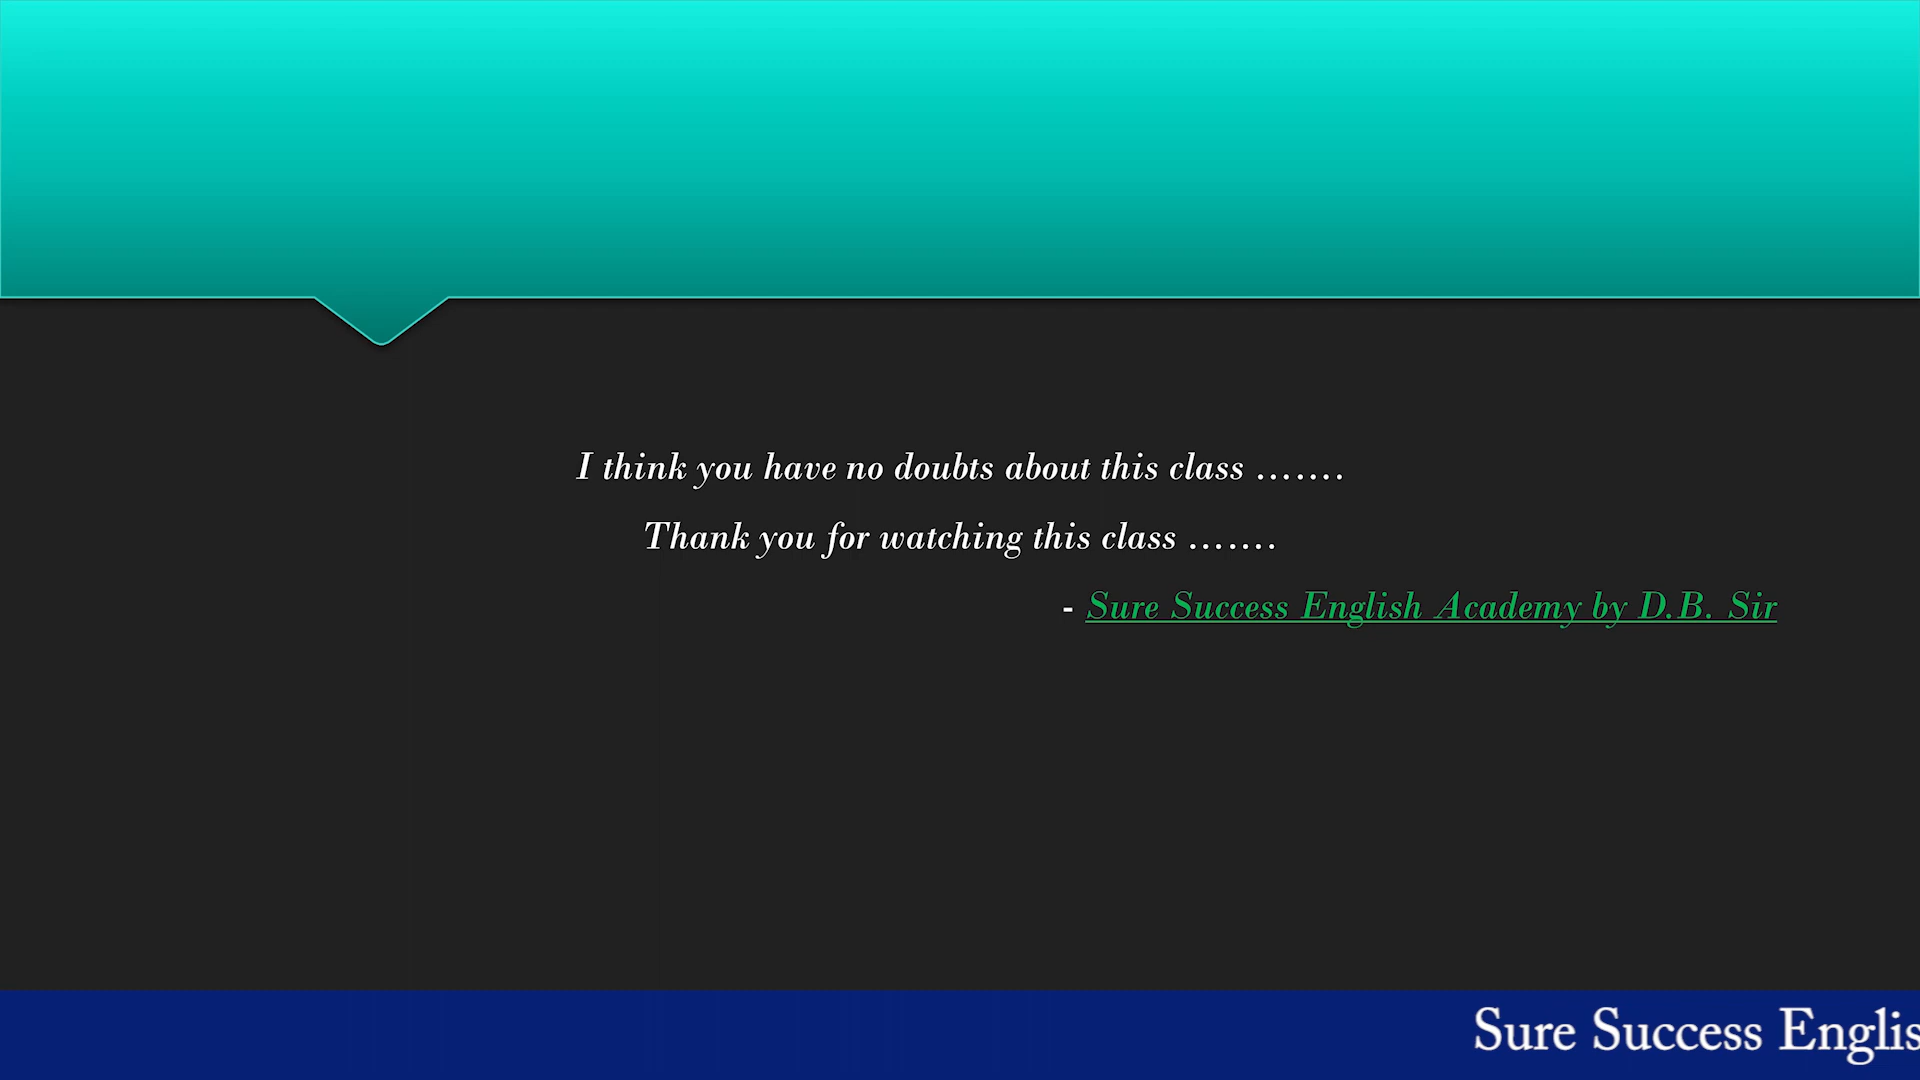 I think you have no doubts about this class …….
Thank you for watching this class …….
- Sure Success English Academy by D.B. Sir
Sure Success Englis